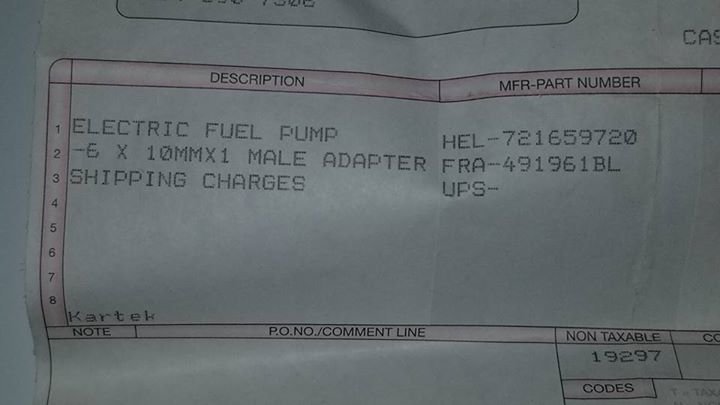 CAS
DESCRIPTION MFR-PART NUMBER
1 ELECTRIC FUEL PUMP HEL-721659720
2 -6 X 10MMX1 MALE ADAPTER FRA-491961BL
3 SHIPPING CHARGES UPS-
4
5
6
7
8
Kartek
NOTE P.O.NO./COMMENT LINE NON TAXABLE CO
19297
CODES